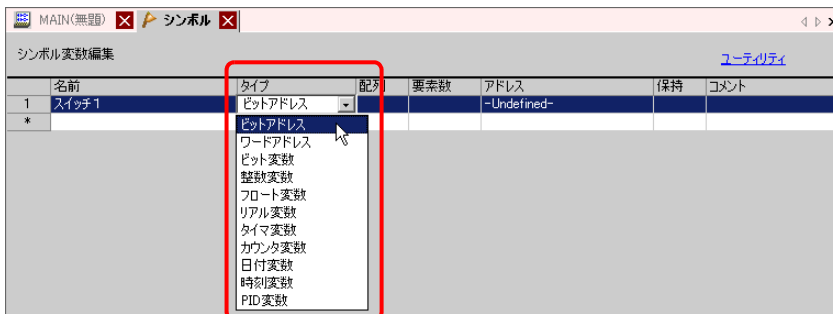 MAIN(無題) シンボル
シンボル変数編集 ユーティリティ
名前 タイプ 配列 要素数 アドレス 保持 コメント
1 スイッチ1 ビットアドレス -Undefined-
*
ビットアドレス
ワードアドレス
ビット変数
整数変数
フロート変数
リアル変数
タイマ変数
カウンタ変数
日付変数
時刻変数
PID変数